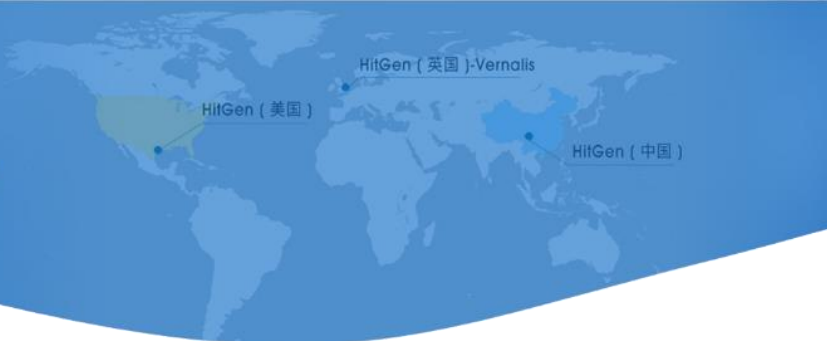 HitGen ( 英国 )-Vernalis
HitGen ( 美国 )
HitGen ( 中国 )